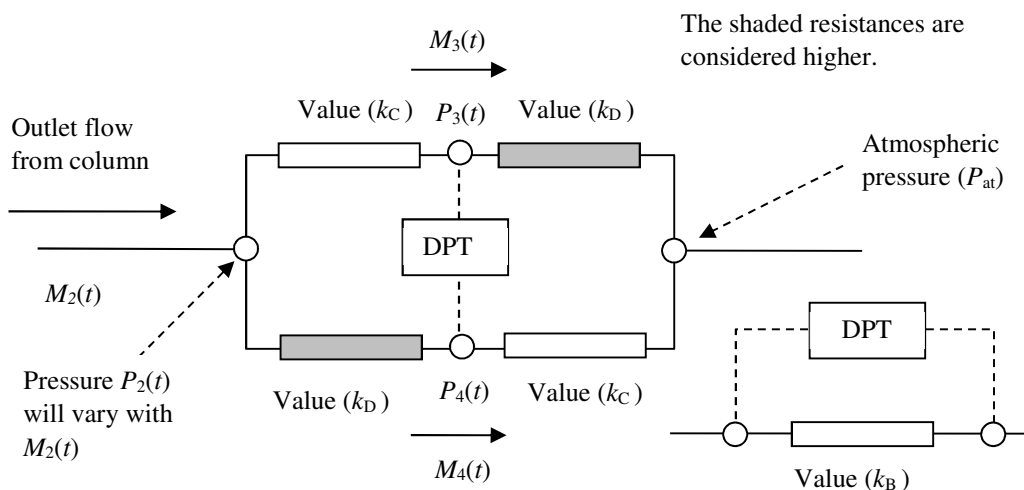 The shaded resistances are
considered higher.
M3(t)
Value (kC )
P3(t)
Value (kD )
Outlet flow
from column
Atmospheric
pressure (Pat)
DPT
M2(t)
DPT
Pressure P2(t)
will vary with
M2(t)
Value (kD )
P4(t)
Value (kC )
M4(t)
Value (kB )